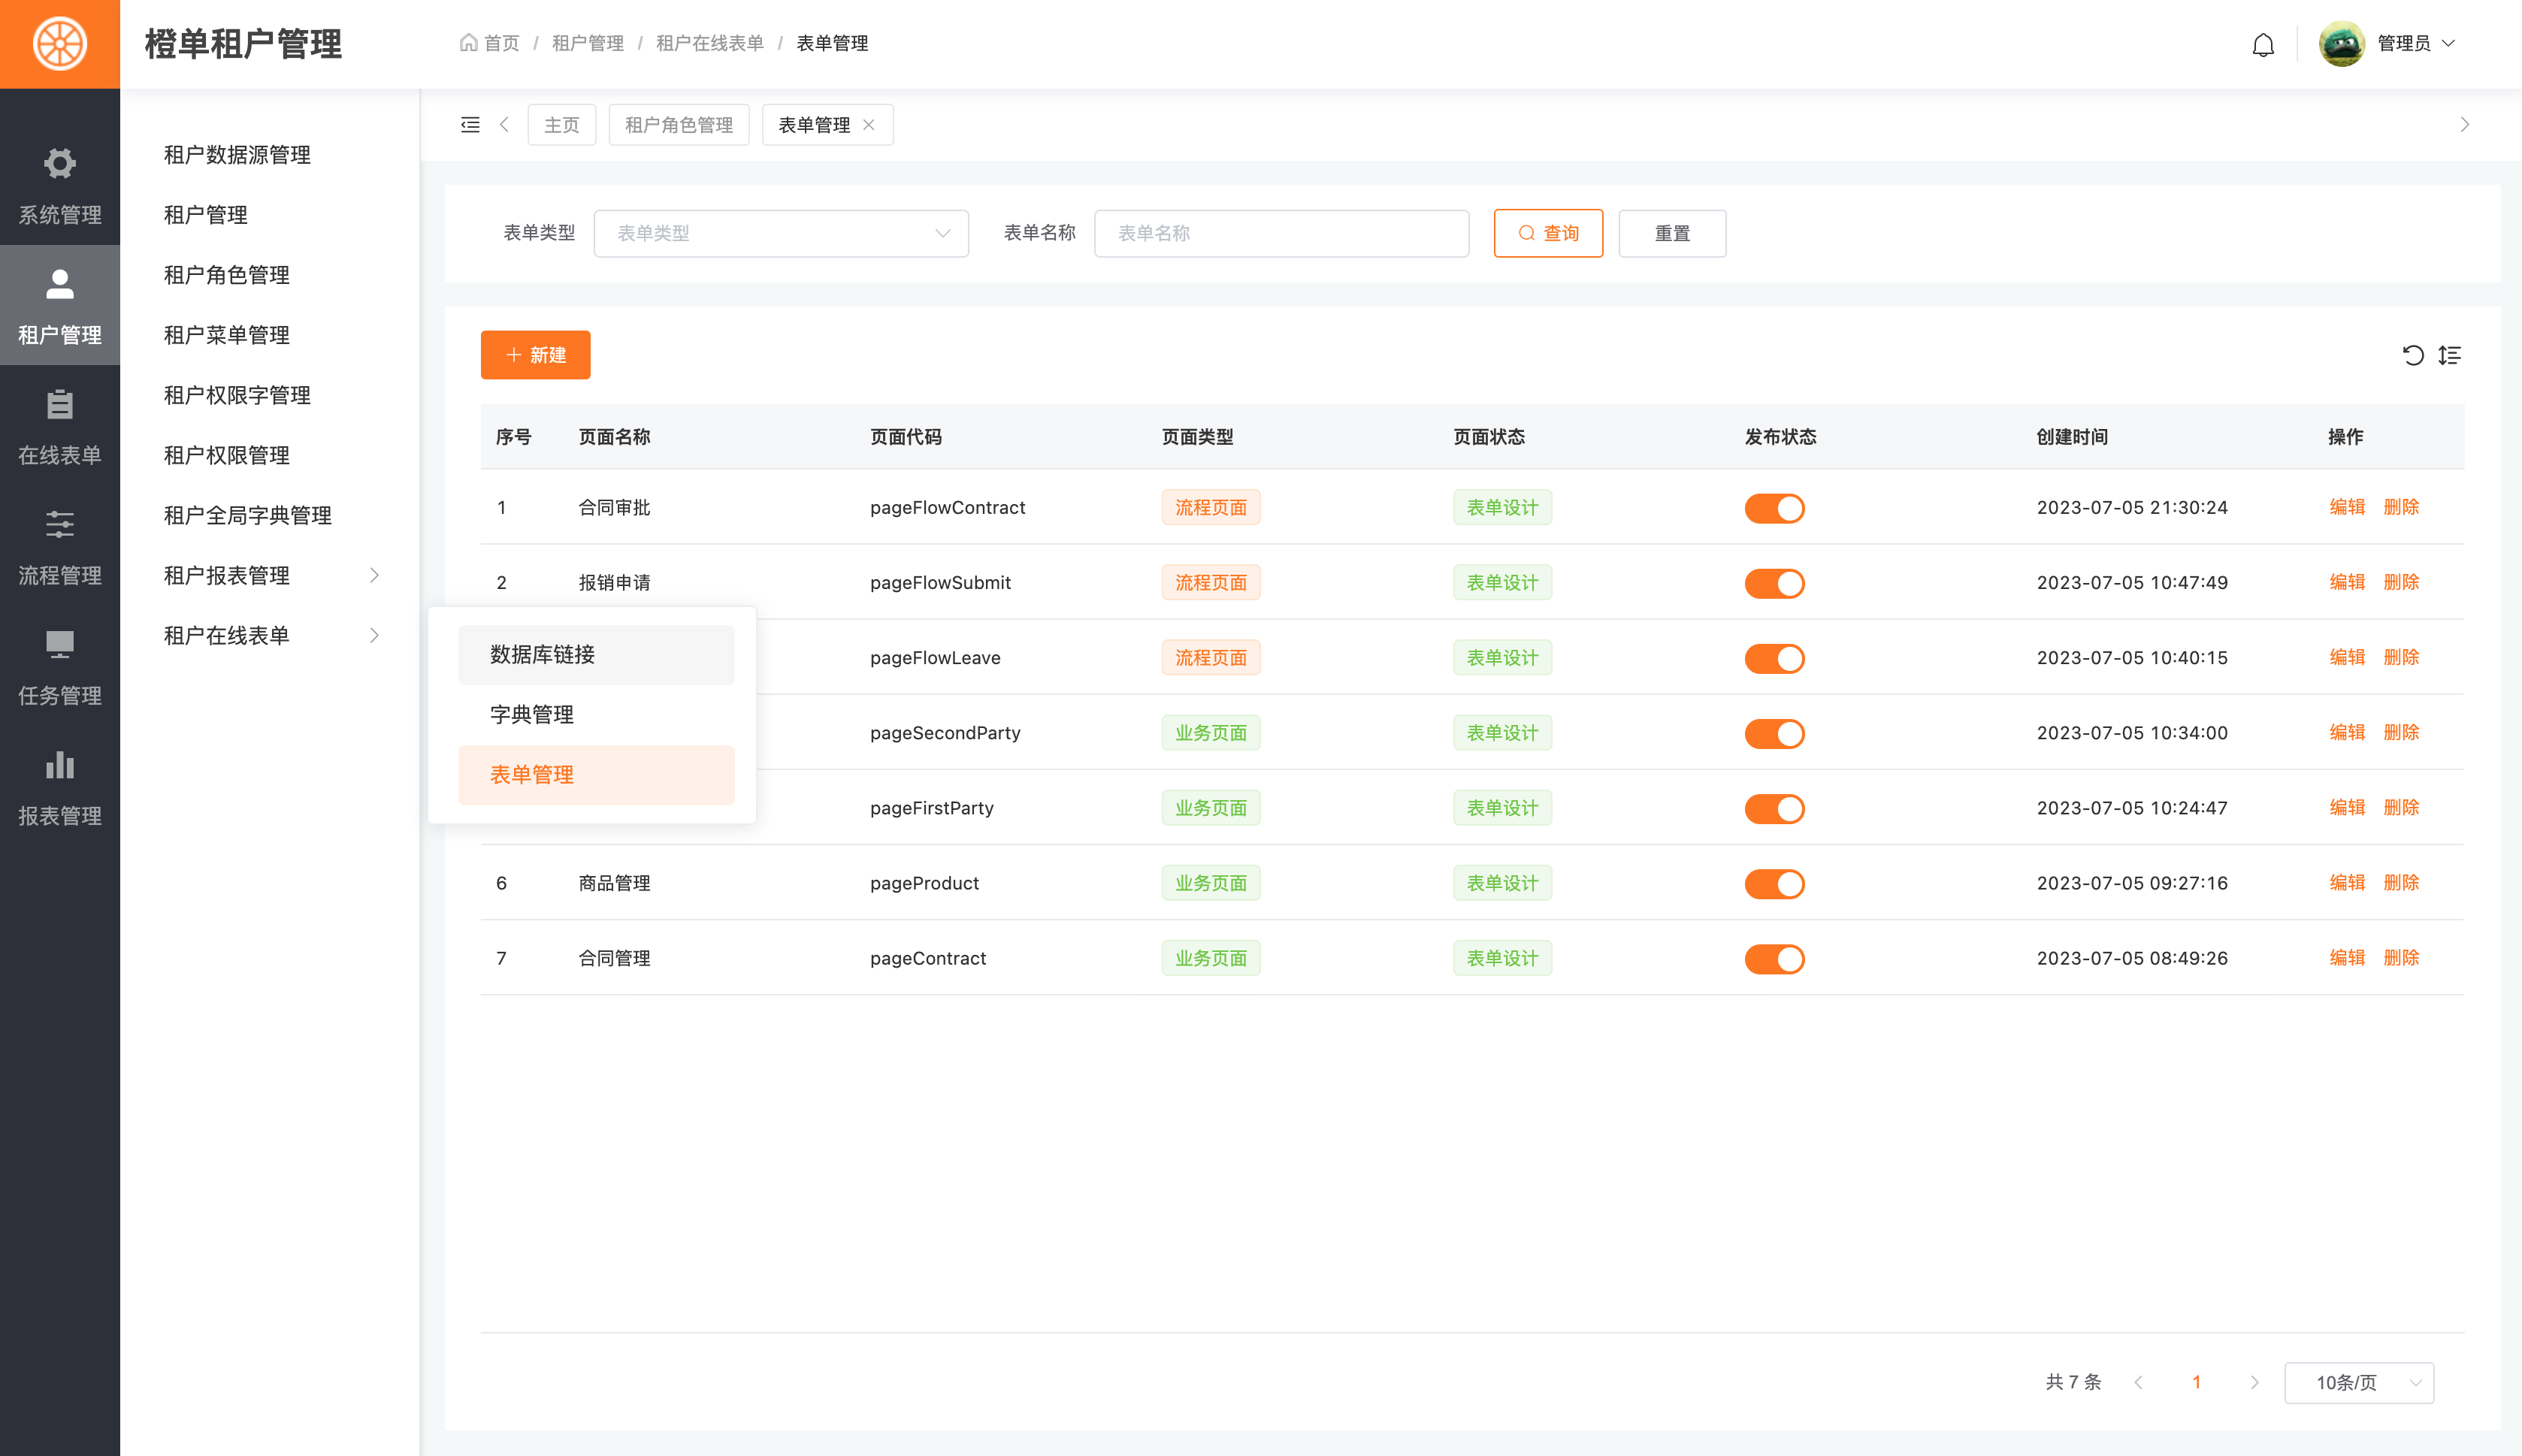 橙单租户管理
首页 / 租户管理 / 租户在线表单 / 表单管理
管理员
系统管理
租户管理
在线表单
流程管理
任务管理
报表管理
租户数据源管理
租户管理
租户角色管理
租户菜单管理
租户权限字管理
租户权限管理
租户全局字典管理
租户报表管理
租户在线表单
数据库链接
字典管理
表单管理
主页 租户角色管理 表单管理
表单类型 表单类型 表单名称 表单名称 查询 重置
新建
序号 页面名称 页面代码 页面类型 页面状态 发布状态 创建时间 操作
1 合同审批 pageFlowContract 流程页面 表单设计 2023-07-05 21:30:24 编辑 删除
2 报销申请 pageFlowSubmit 流程页面 表单设计 2023-07-05 10:47:49 编辑 删除
pageFlowLeave 流程页面 表单设计 2023-07-05 10:40:15 编辑 删除
pageSecondParty 业务页面 表单设计 2023-07-05 10:34:00 编辑 删除
pageFirstParty 业务页面 表单设计 2023-07-05 10:24:47 编辑 删除
6 商品管理 pageProduct 业务页面 表单设计 2023-07-05 09:27:16 编辑 删除
7 合同管理 pageContract 业务页面 表单设计 2023-07-05 08:49:26 编辑 删除
共 7 条 1 10条/页